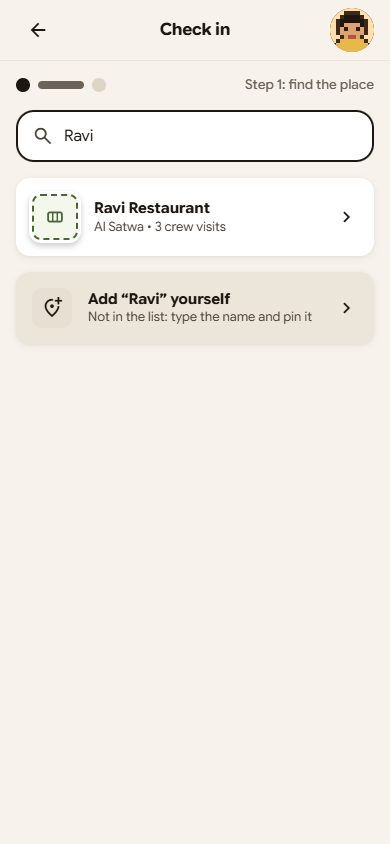 Check in
Step 1: find the place
Ravi
Ravi Restaurant
Al Satwa • 3 crew visits
Add “Ravi” yourself
Not in the list: type the name and pin it